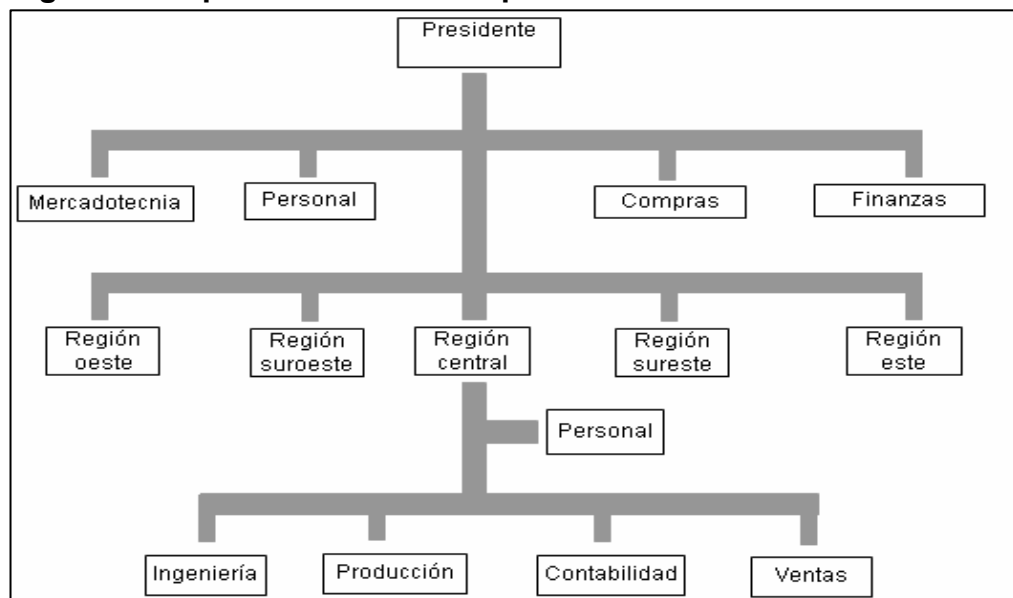 Presidente
Mercadotecnia
Personal
Compras
Finanzas
Región
oeste
Región
suroeste
Región
central
Región
sureste
Región
este
Personal
Ingeniería
Producción
Contabilidad
Ventas